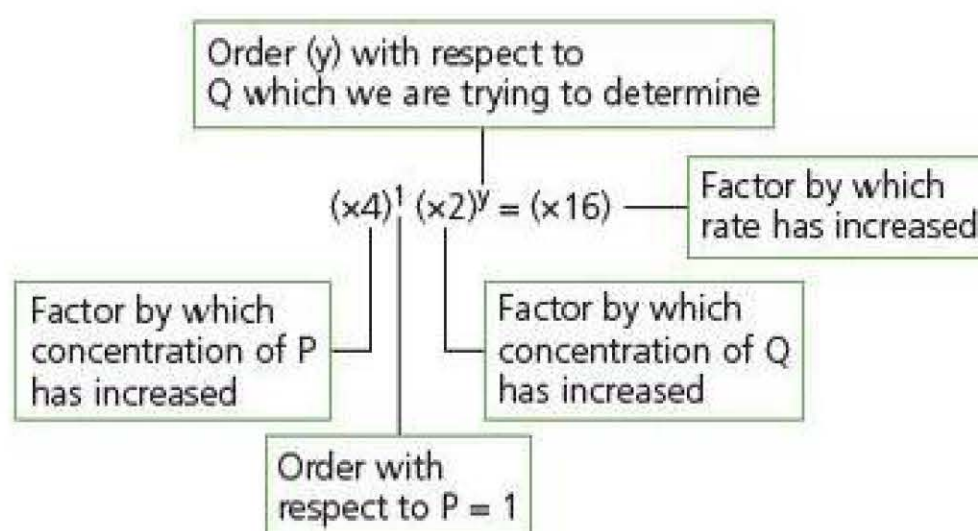 Order (y) with respect to
Q which we are trying to determine
(×4)¹ (×2)ʸ = (×16)
Factor by which
rate has increased
Factor by which
concentration of P
has increased
Factor by which
concentration of Q
has increased
Order with
respect to P = 1